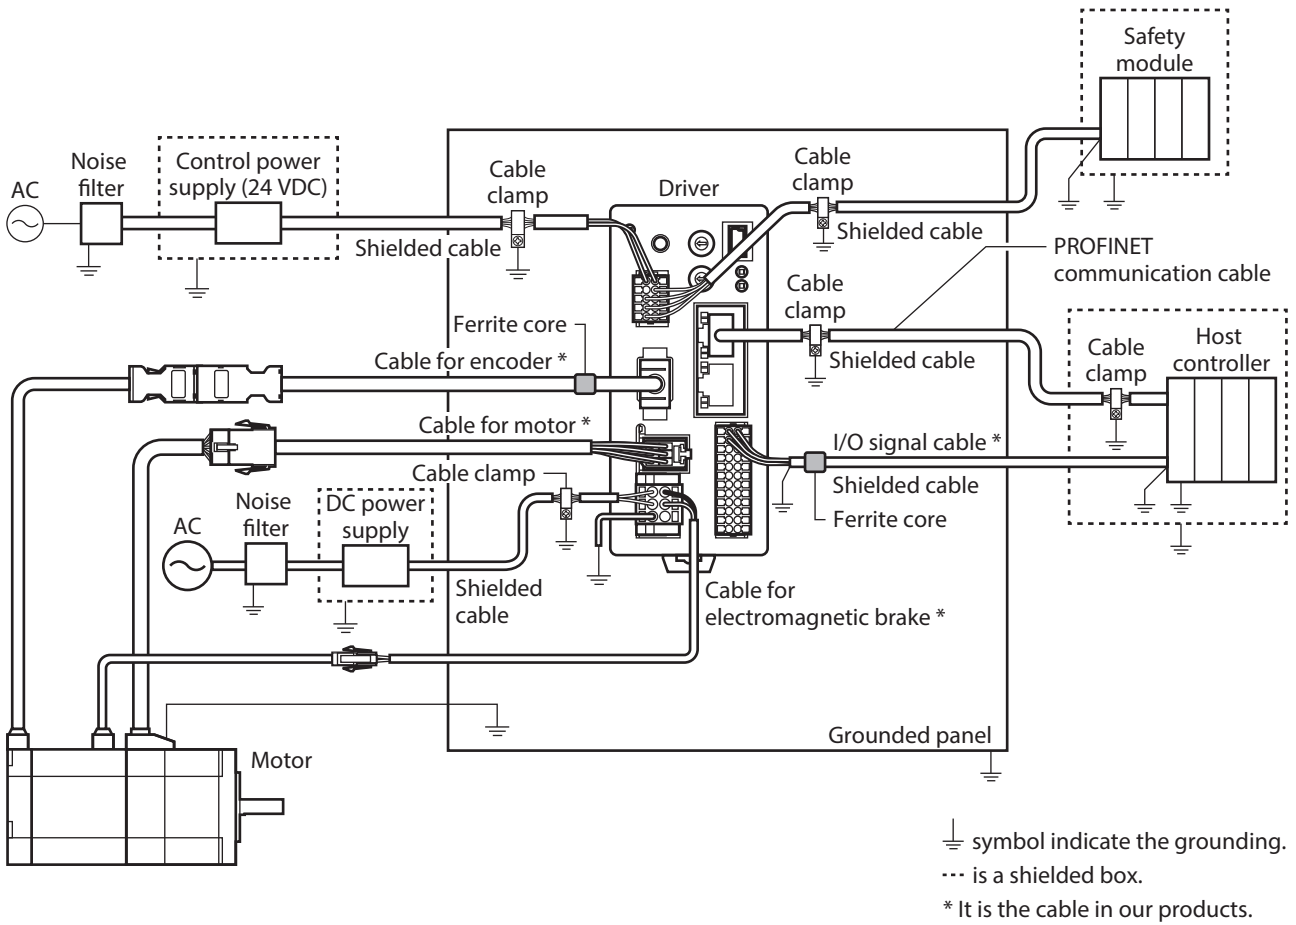 Safety
module
Noise
filter
Control power
supply (24 VDC)
AC
Cable
clamp
Driver
Cable
clamp
Shielded cable
Shielded cable
PROFINET
communication cable
Cable
clamp
Ferrite core
Cable for encoder *
Shielded cable
Cable
clamp
Host
controller
Cable for motor *
I/O signal cable *
Cable clamp
Shielded cable
Ferrite core
AC
Noise
filter
DC power
supply
Shielded
cable
Cable for
electromagnetic brake *
Grounded panel
Motor
symbol indicate the grounding.
is a shielded box.
* It is the cable in our products.